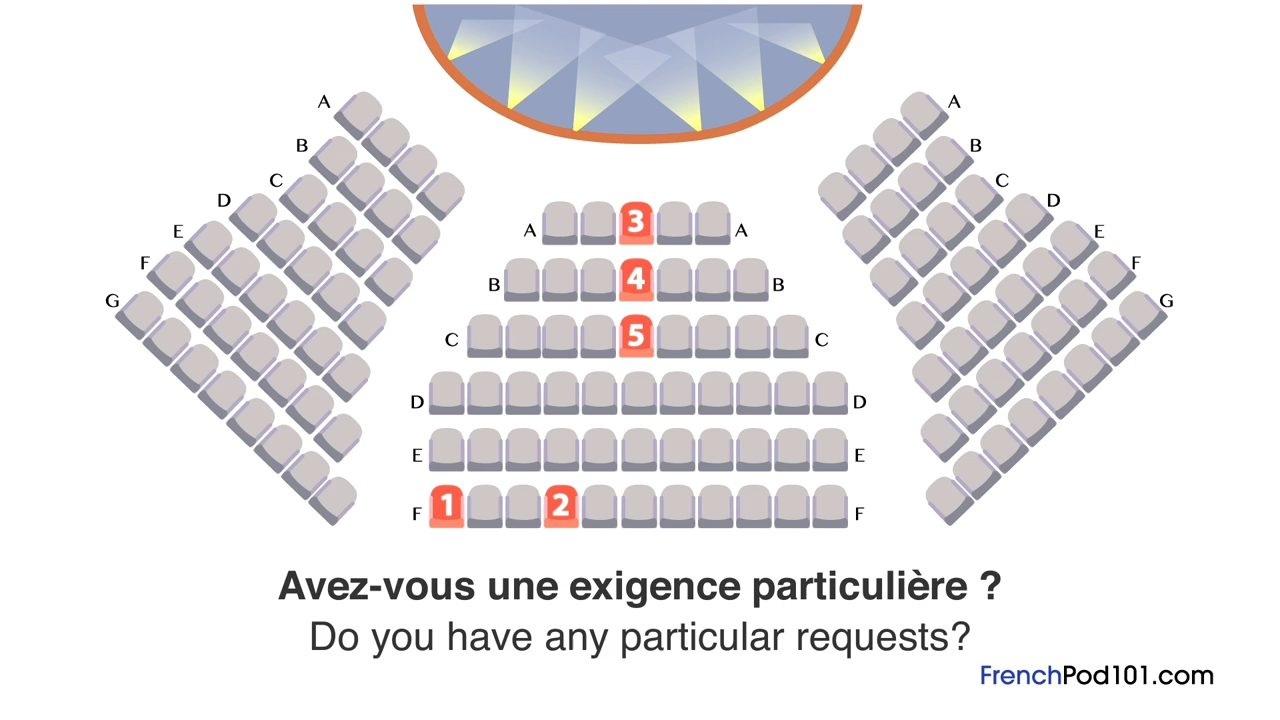 A A
B B
C C
D D
E E
F F
G G
A 3 A
B 4 B
C 5 C
D D
E E
F 1 2 F
Avez-vous une exigence particulière ?
Do you have any particular requests?
FrenchPod101.com